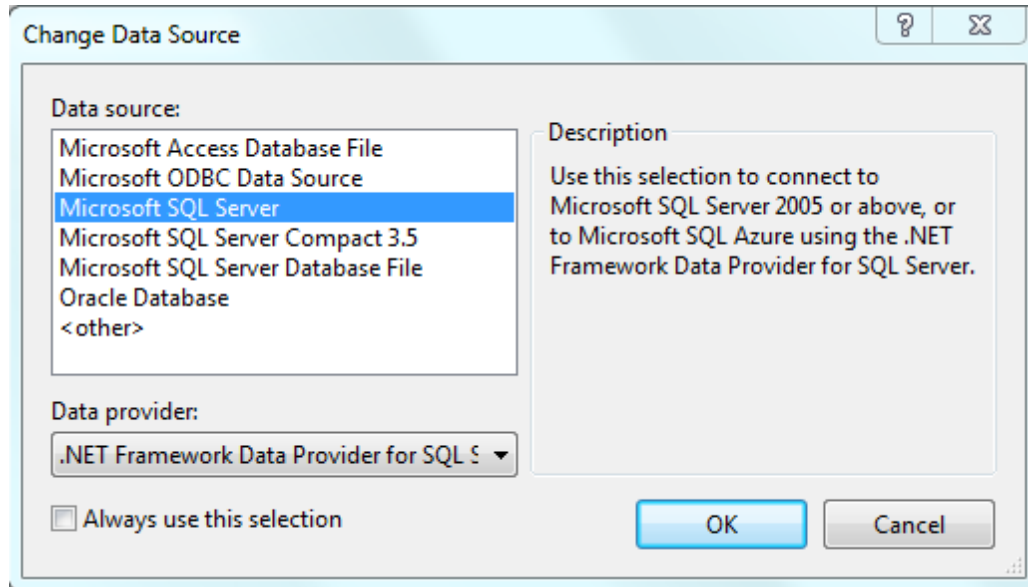 Change Data Source
Data source:
Microsoft Access Database File
Microsoft ODBC Data Source
Microsoft SQL Server
Microsoft SQL Server Compact 3.5
Microsoft SQL Server Database File
Oracle Database
<other>
Description
Use this selection to connect to
Microsoft SQL Server 2005 or above, or
to Microsoft SQL Azure using the .NET
Framework Data Provider for SQL Server.
Data provider:
.NET Framework Data Provider for SQL S
Always use this selection
OK
Cancel